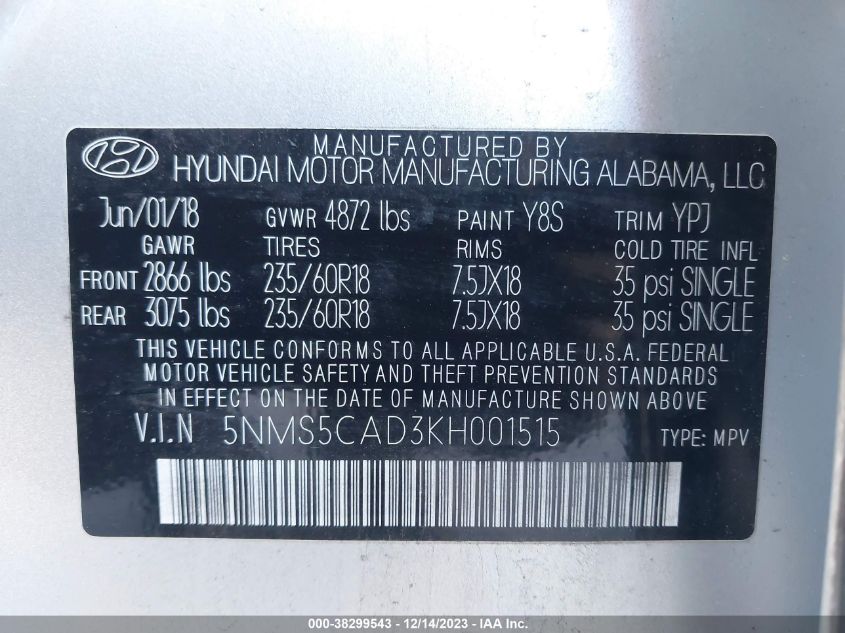 MANUFACTURED BY
HYUNDAI MOTOR MANUFACTURING ALABAMA, LLC
Jun/01/18 GVWR 4872 lbs PAINT Y8S TRIM YPJ
GAWR TIRES RIMS COLD TIRE INFL
FRONT 2866 lbs 235/60R18 7.5JX18 35 psi SINGLE
REAR 3075 lbs 235/60R18 7.5JX18 35 psi SINGLE
THIS VEHICLE CONFORMS TO ALL APPLICABLE U.S.A. FEDERAL
MOTOR VEHICLE SAFETY AND THEFT PREVENTION STANDARDS
IN EFFECT ON THE DATE OF MANUFACTURE SHOWN ABOVE
V.I.N 5NMS5CAD3KH001515 TYPE: MPV
000-38299543 - 12/14/2023 - IAA Inc.